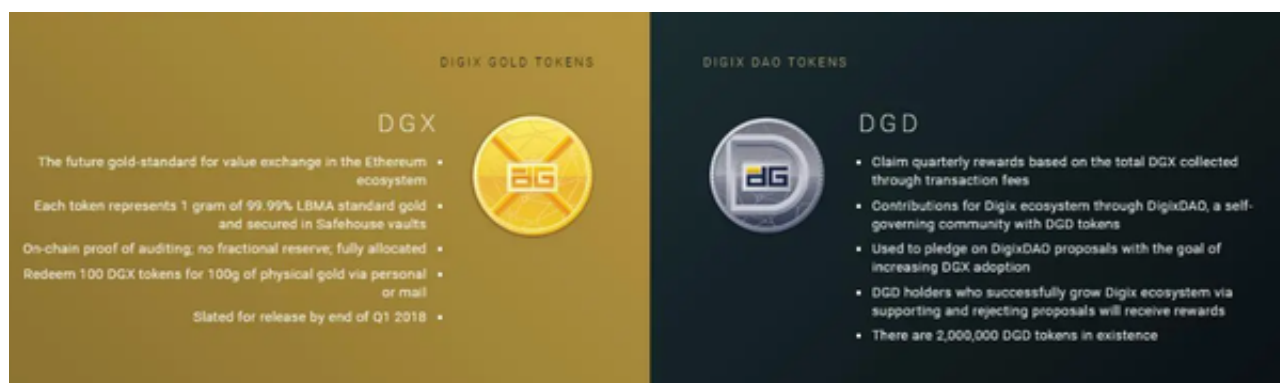 DIGIX GOLD TOKENS
DGX
The future gold-standard for value exchange in the Ethereum
ecosystem
Each token represents 1 gram of 99.99% LBMA standard gold
and secured in Safehouse vaults
On-chain proof of auditing; no fractional reserve; fully allocated
Redeem 100 DGX tokens for 100g of physical gold via personal
or mail
Slated for release by end of Q1 2018
DG
DIGIX DAO TOKENS
DGD
Claim quarterly rewards based on the total DGX collected
through transaction fees
Contributions for Digix ecosystem through DigixDAO, a self-
governing community with DGD tokens
Used to pledge on DigixDAO proposals with the goal of
increasing DGX adoption
DGD holders who successfully grow Digix ecosystem via
supporting and rejecting proposals will receive rewards
There are 2,000,000 DGD tokens in existence
dG